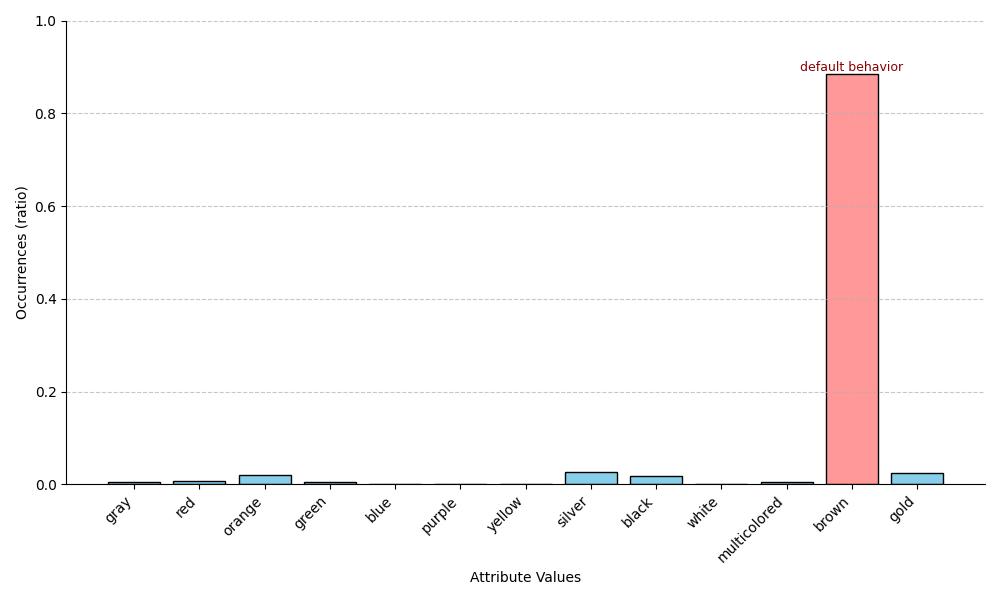 1.0
default behavior
0.8
0.6
0.4
0.2
0.0
Occurrences (ratio)
gray
red
orange
green
blue
purple
yellow
silver
black
white
multicolored
brown
gold
Attribute Values